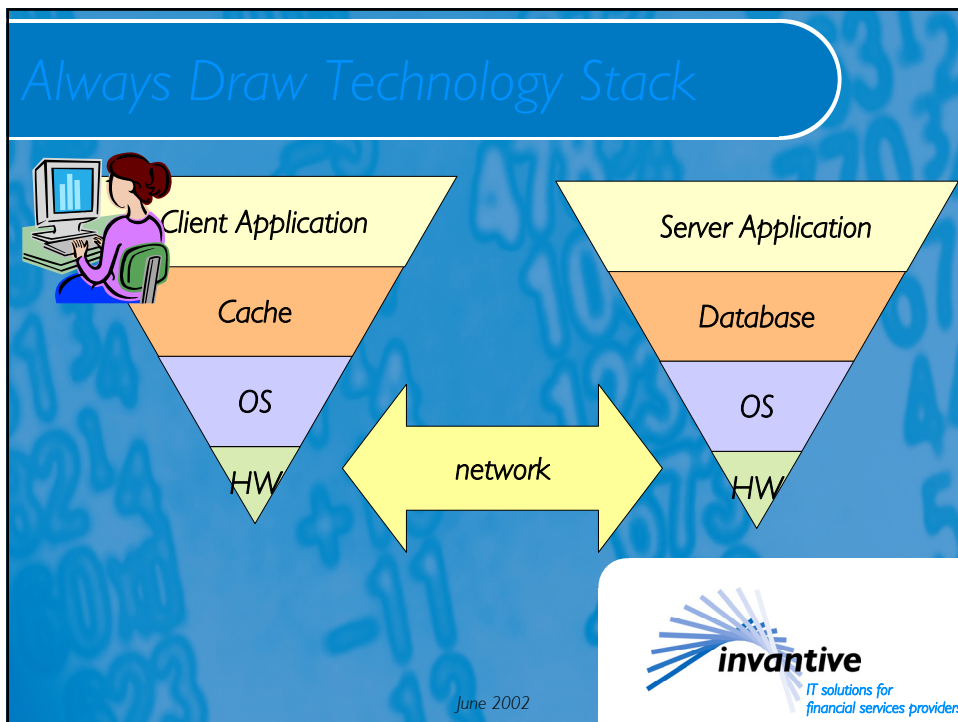 Always Draw Technology Stack
Client Application
Cache
OS
HW
network
Server Application
Database
OS
HW
June 2002
invantive
IT solutions for
financial services providers